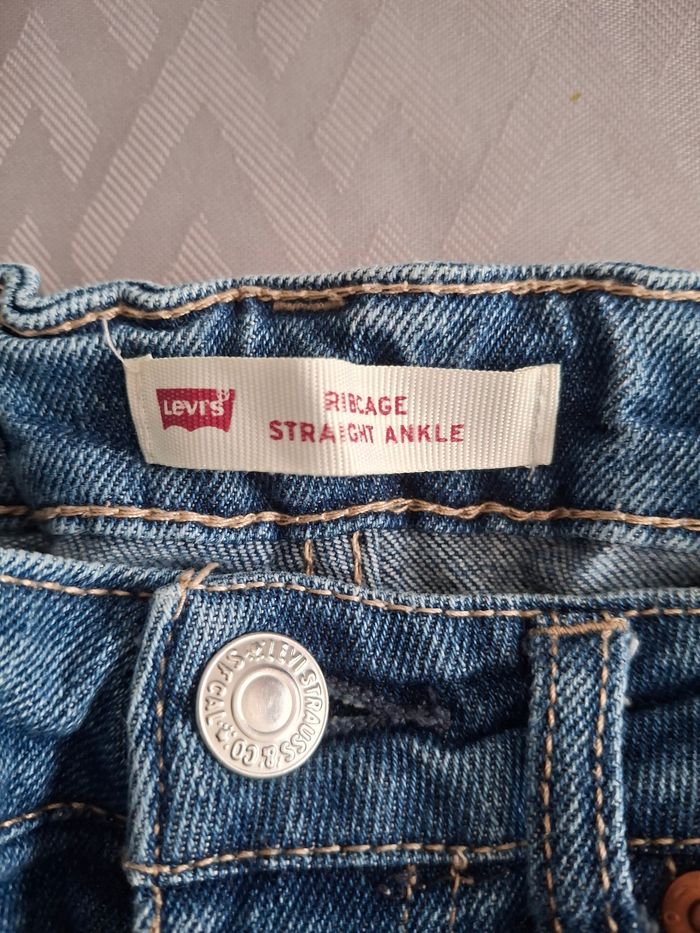 Levi's
RIBCAGE
STRAIGHT ANKLE
LEVI STRAUSS & CO.
S.F. CAL